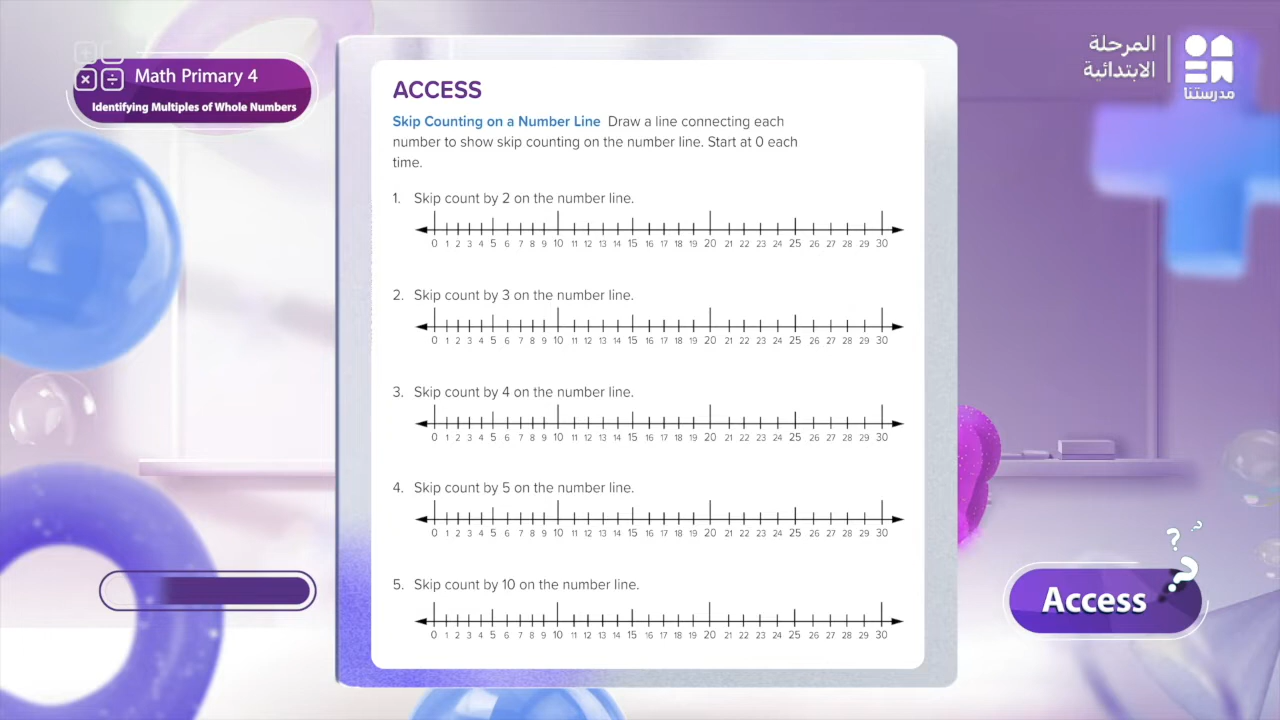 Math Primary 4
Identifying Multiples of Whole Numbers
المرحلة
الابتدائية
مدرستنا
ACCESS
Skip Counting on a Number Line Draw a line connecting each
number to show skip counting on the number line. Start at 0 each
time.
1. Skip count by 2 on the number line.
0 1 2 3 4 5 6 7 8 9 10 11 12 13 14 15 16 17 18 19 20 21 22 23 24 25 26 27 28 29 30
2. Skip count by 3 on the number line.
0 1 2 3 4 5 6 7 8 9 10 11 12 13 14 15 16 17 18 19 20 21 22 23 24 25 26 27 28 29 30
3. Skip count by 4 on the number line.
0 1 2 3 4 5 6 7 8 9 10 11 12 13 14 15 16 17 18 19 20 21 22 23 24 25 26 27 28 29 30
4. Skip count by 5 on the number line.
0 1 2 3 4 5 6 7 8 9 10 11 12 13 14 15 16 17 18 19 20 21 22 23 24 25 26 27 28 29 30
5. Skip count by 10 on the number line.
0 1 2 3 4 5 6 7 8 9 10 11 12 13 14 15 16 17 18 19 20 21 22 23 24 25 26 27 28 29 30
? ?
?
Access